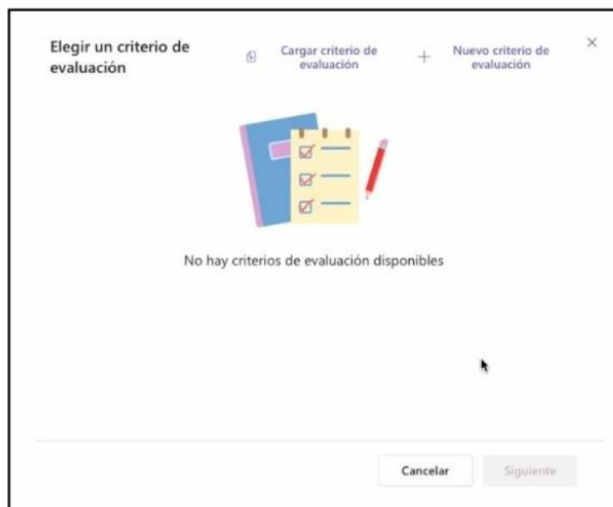 Elegir un criterio de
evaluación
Cargar criterio de
evaluación
Nuevo criterio de
evaluación
No hay criterios de evaluación disponibles
Cancelar
Siguiente